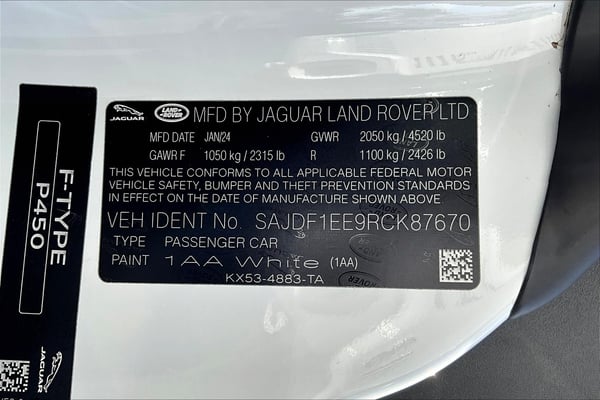 JAGUAR
LAND ROVER
MFD BY JAGUAR LAND ROVER LTD
MFD DATE JAN/24 GVWR 2050 kg / 4520 lb
GAWR F 1050 kg / 2315 lb R 1100 kg / 2426 lb
THIS VEHICLE CONFORMS TO ALL APPLICABLE FEDERAL MOTOR
VEHICLE SAFETY, BUMPER AND THEFT PREVENTION STANDARDS
IN EFFECT ON THE DATE OF MANUFACTURE SHOWN ABOVE.
VEH IDENT No. SAJDF1EE9RCK87670
TYPE PASSENGER CAR
PAINT 1AA White (1AA)
KX53-4883-TA
F-TYPE
P450
JAGUAR